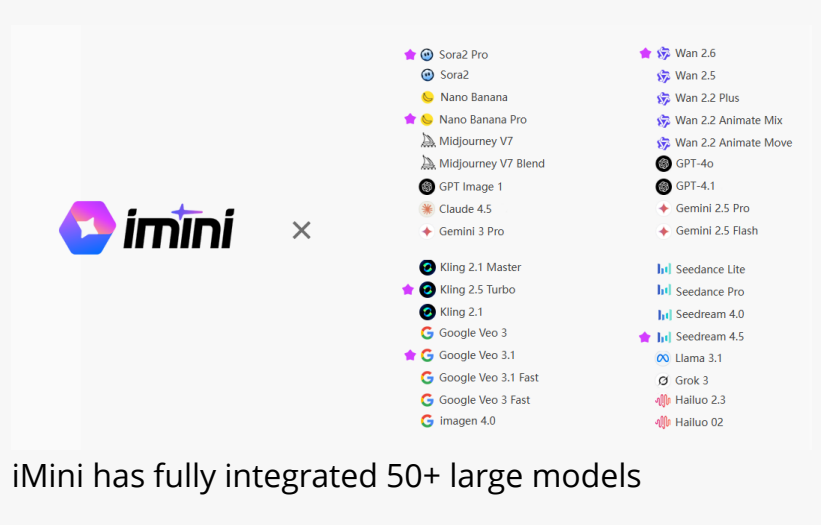 imini
×
Sora2 Pro
Sora2
Nano Banana
Nano Banana Pro
Midjourney V7
Midjourney V7 Blend
GPT Image 1
Claude 4.5
Gemini 3 Pro
Kling 2.1 Master
Kling 2.5 Turbo
Kling 2.1
Google Veo 3
Google Veo 3.1
Google Veo 3.1 Fast
Google Veo 3 Fast
imagen 4.0
Wan 2.6
Wan 2.5
Wan 2.2 Plus
Wan 2.2 Animate Mix
Wan 2.2 Animate Move
GPT-4o
GPT-4.1
Gemini 2.5 Pro
Gemini 2.5 Flash
Seedance Lite
Seedance Pro
Seedream 4.0
Seedream 4.5
Llama 3.1
Grok 3
Hailuo 2.3
Hailuo 02
iMini has fully integrated 50+ large models